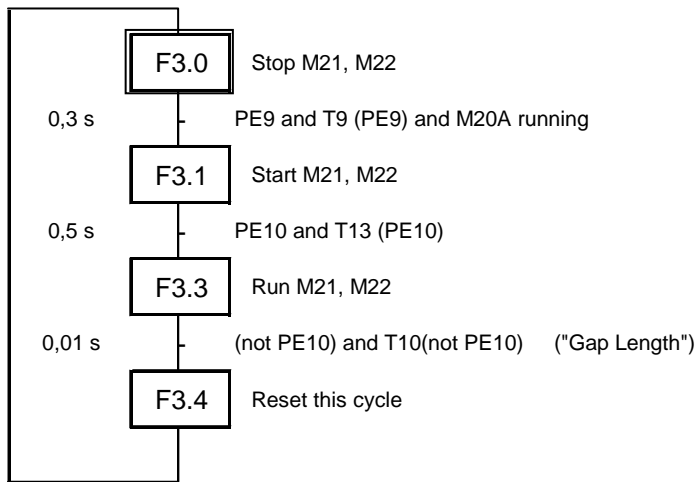 F3.0 Stop M21, M22
0,3 s PE9 and T9 (PE9) and M20A running
F3.1 Start M21, M22
0,5 s PE10 and T13 (PE10)
F3.3 Run M21, M22
0,01 s (not PE10) and T10(not PE10) ("Gap Length")
F3.4 Reset this cycle